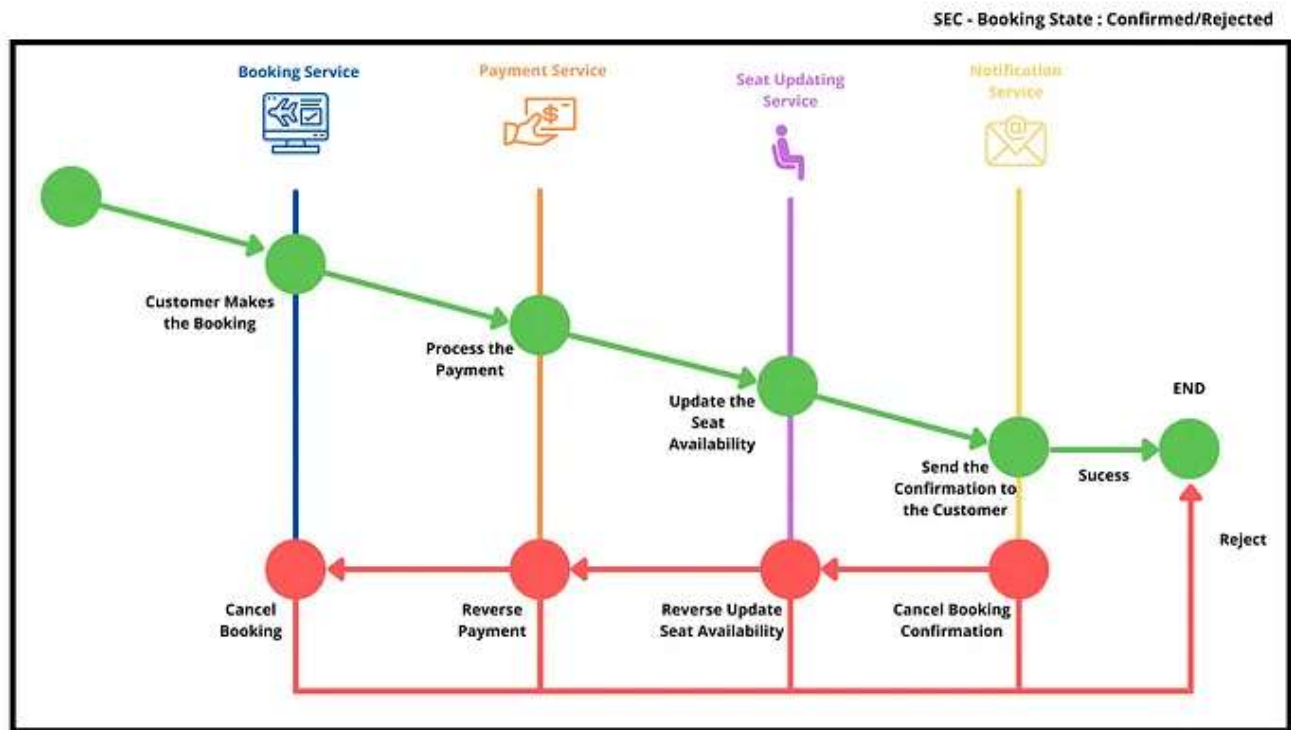 SEC - Booking State : Confirmed/Rejected
Booking Service
Payment Service
Seat Updating
Service
Notification
Service
$
@
Customer Makes
the Booking
Process the
Payment
Update the
Seat
Availability
Send the
Confirmation to
the Customer
END
Sucess
Reject
Cancel
Booking
Reverse
Payment
Reverse Update
Seat Availability
Cancel Booking
Confirmation